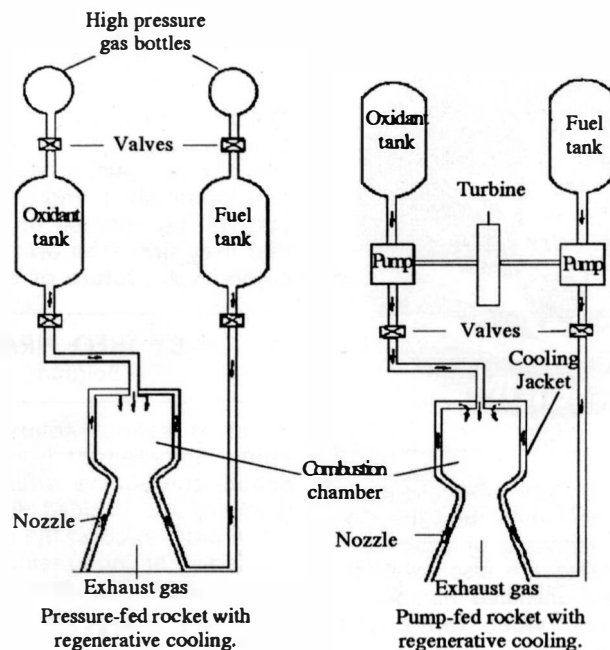 High pressure
gas bottles
Valves
Oxidant
tank
Fuel
tank
Nozzle
Exhaust gas
Pressure-fed rocket with
regenerative cooling.
Oxidant
tank
Fuel
tank
Turbine
Pump
Pump
Valves
Cooling
Jacket
Combustion
chamber
Nozzle
Exhaust gas
Pump-fed rocket with
regenerative cooling.